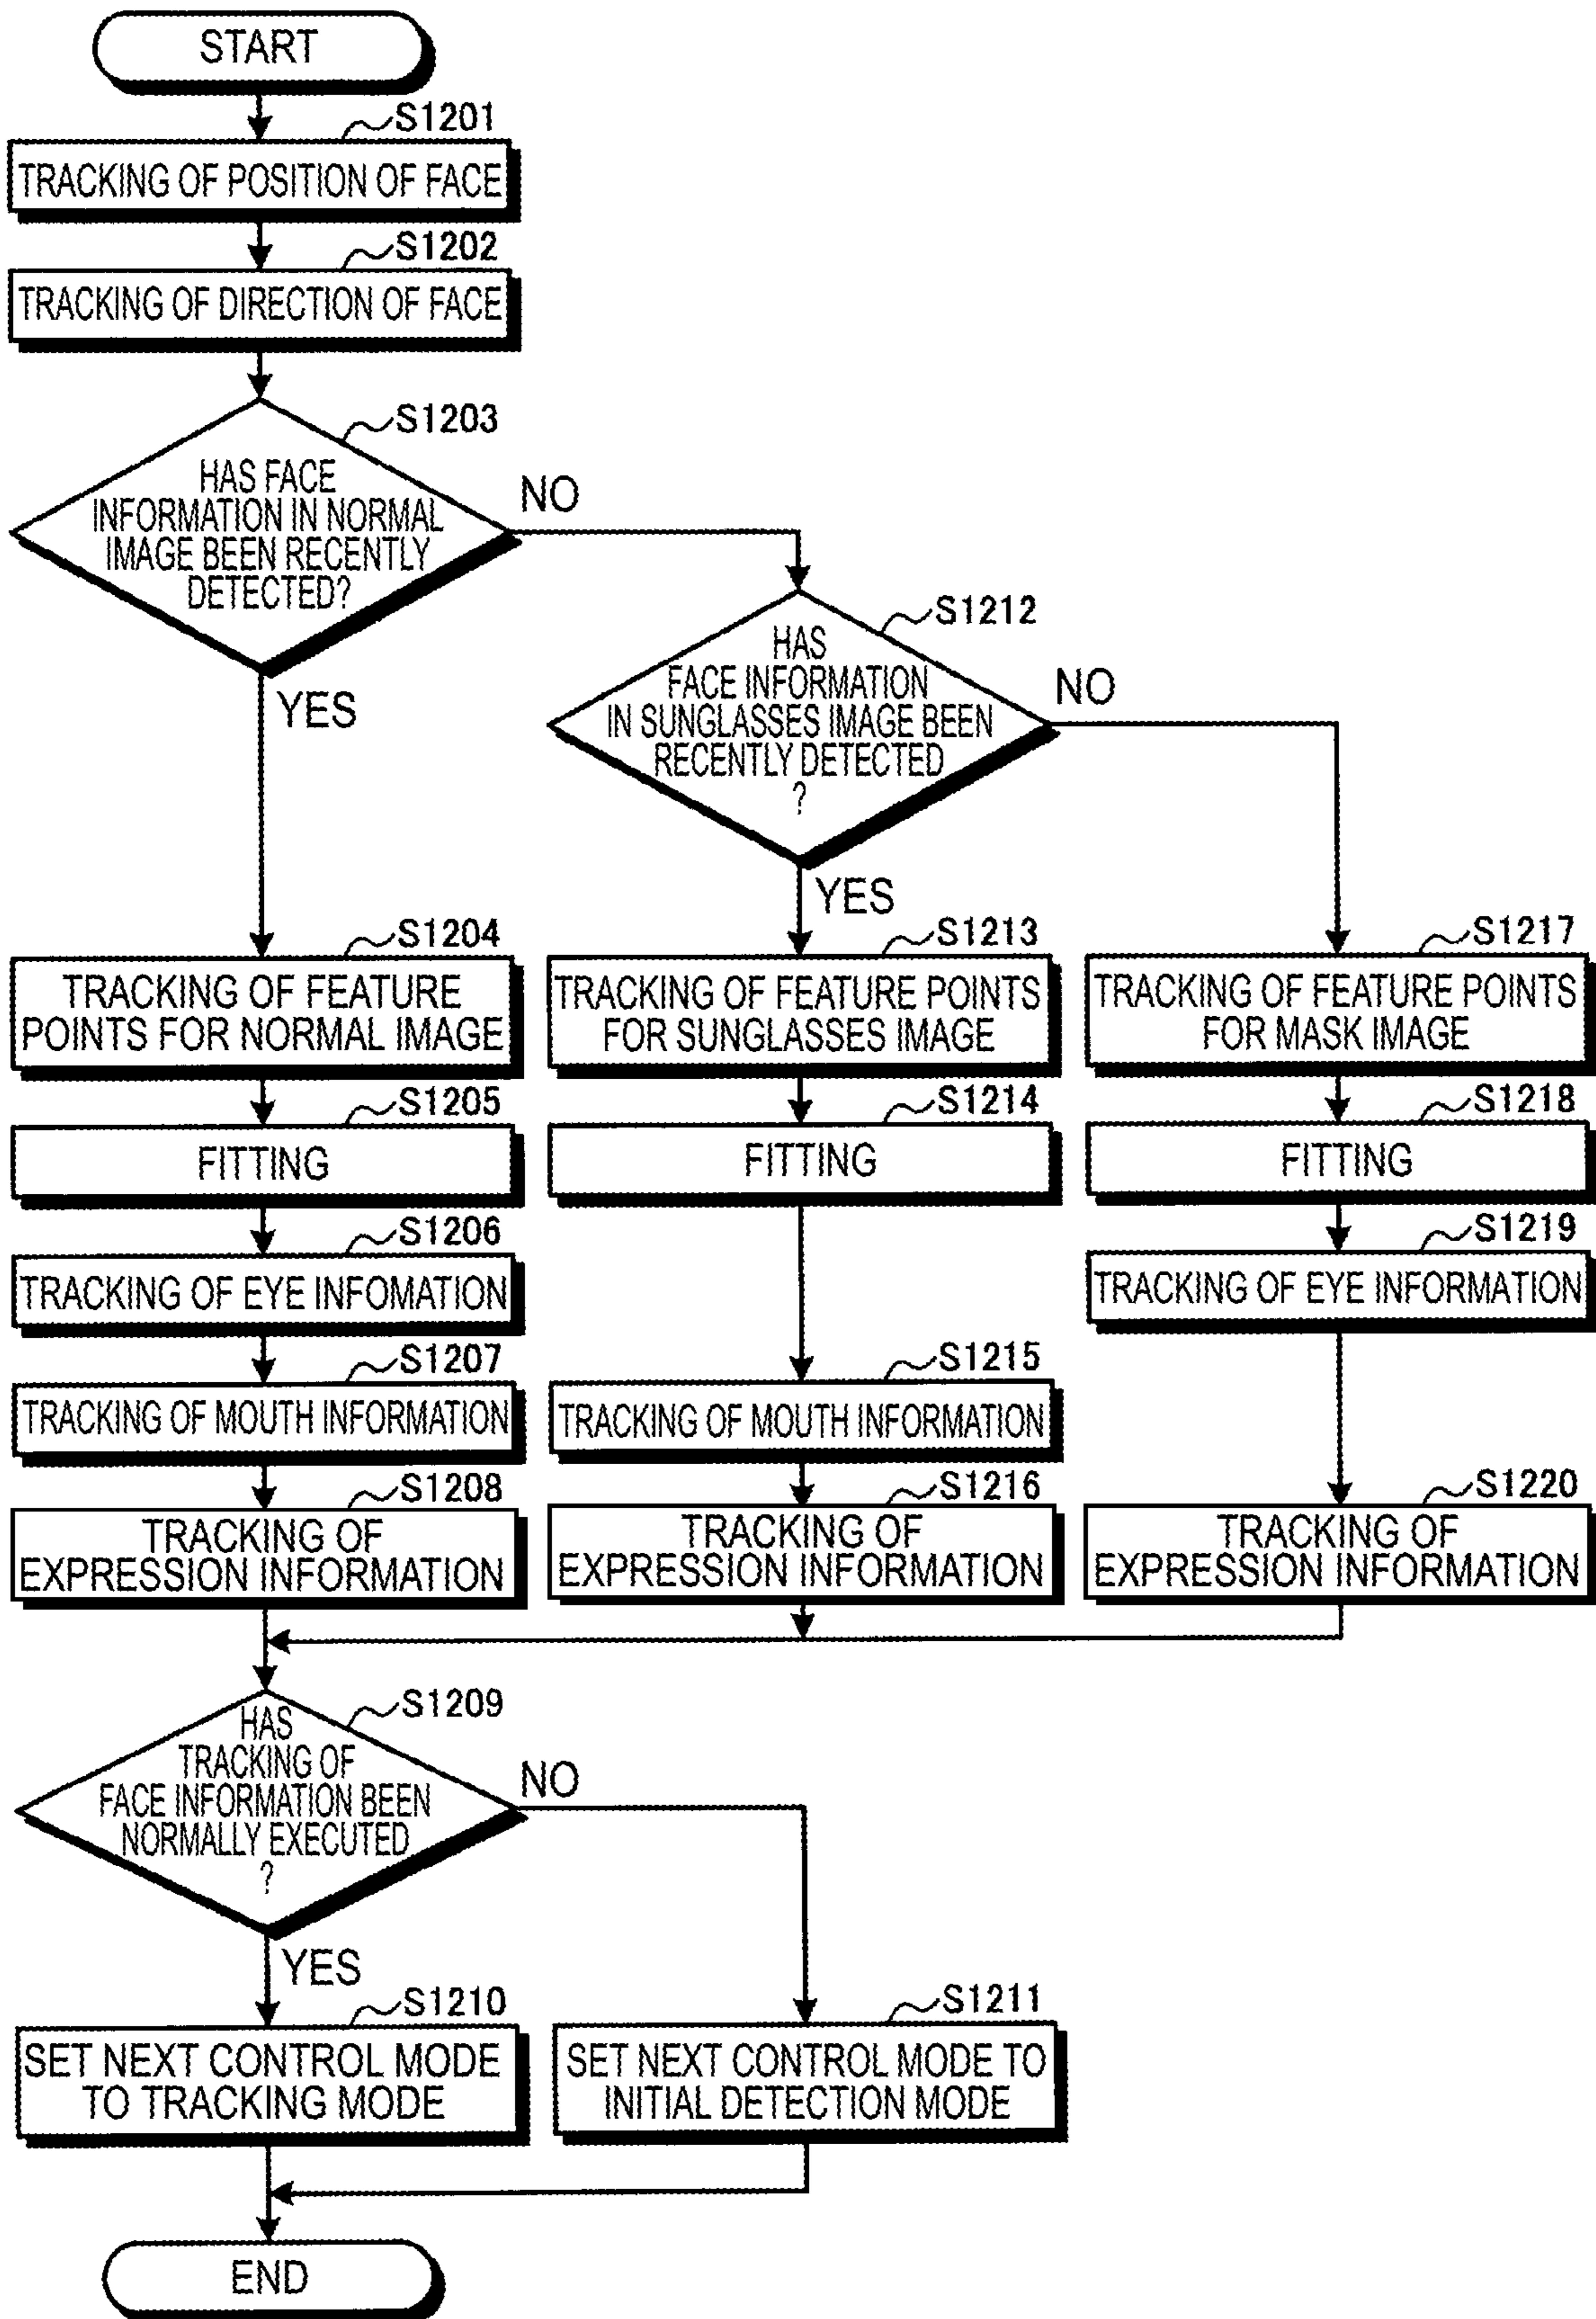 START
S1201
TRACKING OF POSITION OF FACE
S1202
TRACKING OF DIRECTION OF FACE
S1203
HAS FACE
INFORMATION IN NORMAL
IMAGE BEEN RECENTLY
DETECTED?
NO
YES
S1212
HAS
FACE INFORMATION
IN SUNGLASSES IMAGE BEEN
RECENTLY DETECTED
?
NO
YES
S1204
TRACKING OF FEATURE
POINTS FOR NORMAL IMAGE
S1205
FITTING
S1206
TRACKING OF EYE INFOMATION
S1207
TRACKING OF MOUTH INFORMATION
S1208
TRACKING OF
EXPRESSION INFORMATION
S1213
TRACKING OF FEATURE POINTS
FOR SUNGLASSES IMAGE
S1214
FITTING
S1215
TRACKING OF MOUTH INFORMATION
S1216
TRACKING OF
EXPRESSION INFORMATION
S1217
TRACKING OF FEATURE POINTS
FOR MASK IMAGE
S1218
FITTING
S1219
TRACKING OF EYE INFORMATION
S1220
TRACKING OF
EXPRESSION INFORMATION
S1209
HAS
TRACKING OF
FACE INFORMATION BEEN
NORMALLY EXECUTED
?
NO
YES
S1210
SET NEXT CONTROL MODE
TO TRACKING MODE
S1211
SET NEXT CONTROL MODE TO
INITIAL DETECTION MODE
END